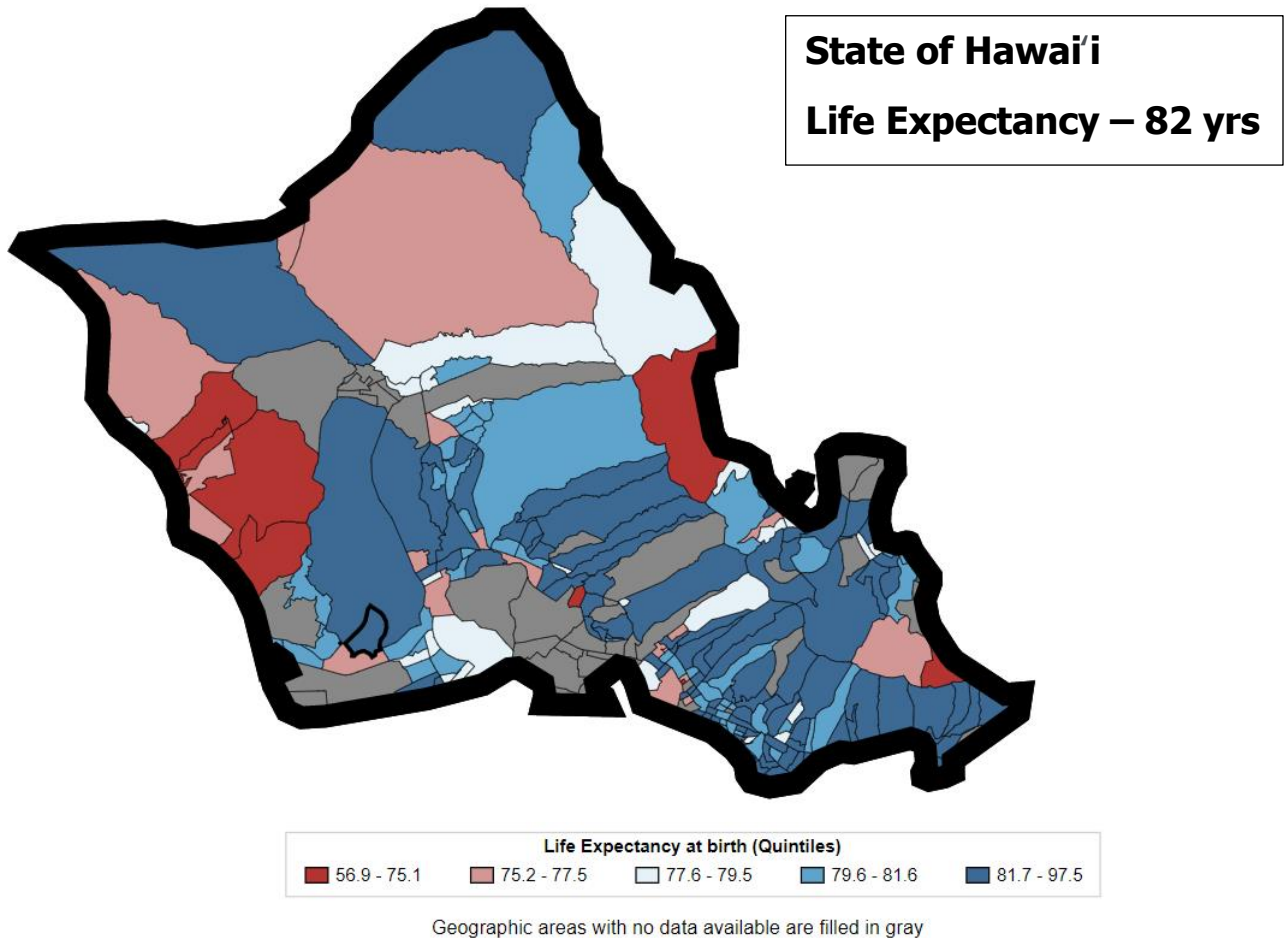 State of Hawaiʻi
Life Expectancy – 82 yrs
Life Expectancy at birth (Quintiles)
56.9 - 75.1 75.2 - 77.5 77.6 - 79.5 79.6 - 81.6 81.7 - 97.5
Geographic areas with no data available are filled in gray